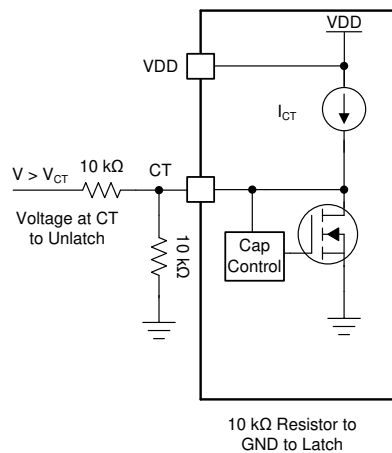 VDD
VDD
I_CT
10 kΩ
CT
V > V_CT
Voltage at CT
to Unlatch
10 kΩ
Cap
Control
10 kΩ Resistor to
GND to Latch